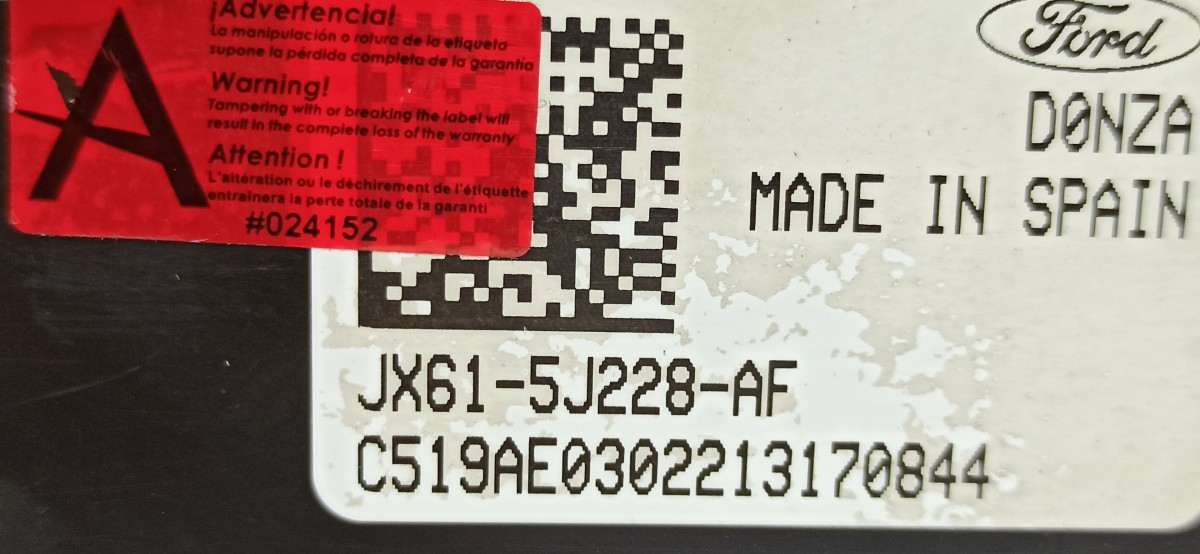 ¡Advertencia!
La manipulación o rotura de la etiqueta
supone la pérdida completa de la garantía
Warning!
Tampering with or breaking the label will
result in the complete loss of the warranty
Attention !
L'altération ou le déchirement de l'étiquette
entraînera la perte totale de la garanti
#024152
A
Ford
D0NZA
MADE IN SPAIN
JX61-5J228-AF
C519AE0302213170844